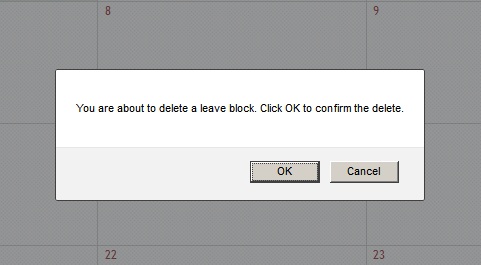 8 9
You are about to delete a leave block. Click OK to confirm the delete.
OK Cancel
22 23